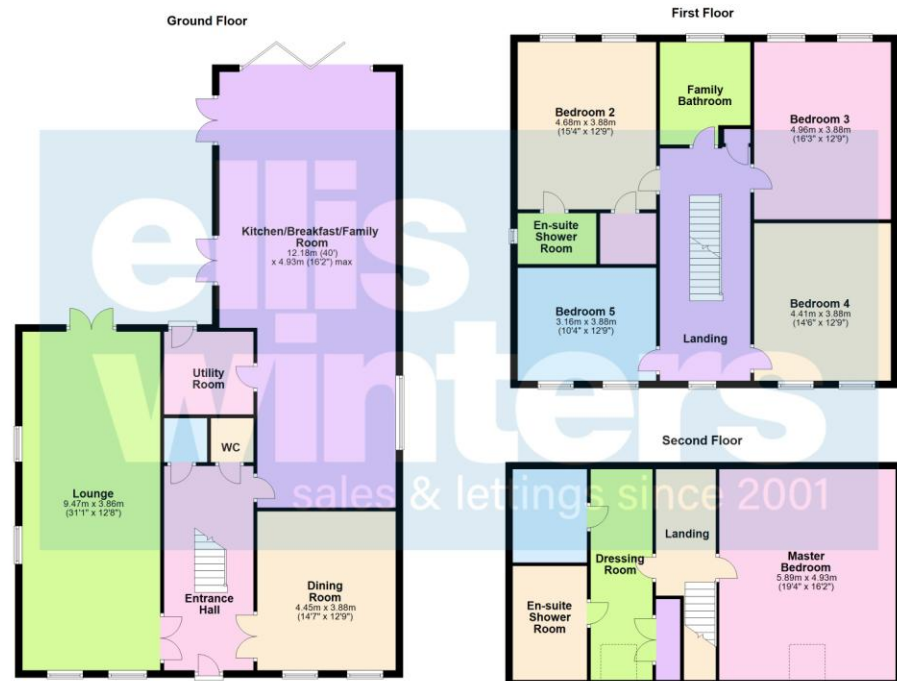 Ground Floor
Kitchen/Breakfast/Family
Room
12.18m (40')
x 4.93m (16'2") max
Utility
Room
WC
Lounge
9.47m x 3.86m
(31'1" x 12'8")
Entrance
Hall
Dining
Room
4.45m x 3.88m
(14'7" x 12'9")
First Floor
Bedroom 2
4.68m x 3.88m
(15'4" x 12'9")
Family
Bathroom
Bedroom 3
4.96m x 3.88m
(16'3" x 12'9")
En-suite
Shower
Room
Bedroom 5
3.16m x 3.88m
(10'4" x 12'9")
Landing
Bedroom 4
4.41m x 3.88m
(14'6" x 12'9")
Second Floor
Landing
Dressing
Room
En-suite
Shower
Room
Master
Bedroom
5.89m x 4.93m
(19'4" x 16'2")
ellis
winters
sales & lettings since 2001